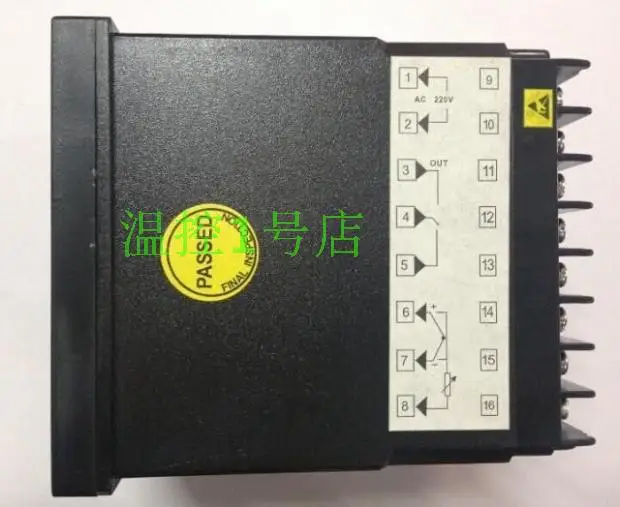 温控1号店
PASSED
FINAL INSPECTION
1 9
AC 220V
2 10
3 OUT 11
4 12
5 13
6 + 14
7 - 15
8 16